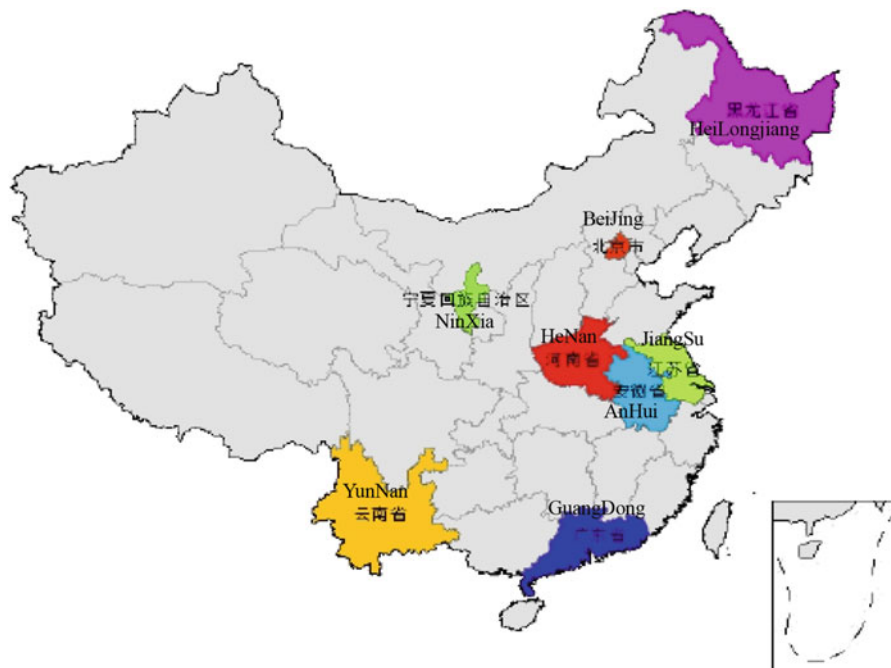 黑龙江省
HeiLongjiang
BeiJing
北京市
宁夏回族自治区
NinXia
HeNan
河南省
JiangSu
江苏省
安徽省
AnHui
YunNan
云南省
GuangDong
广东省